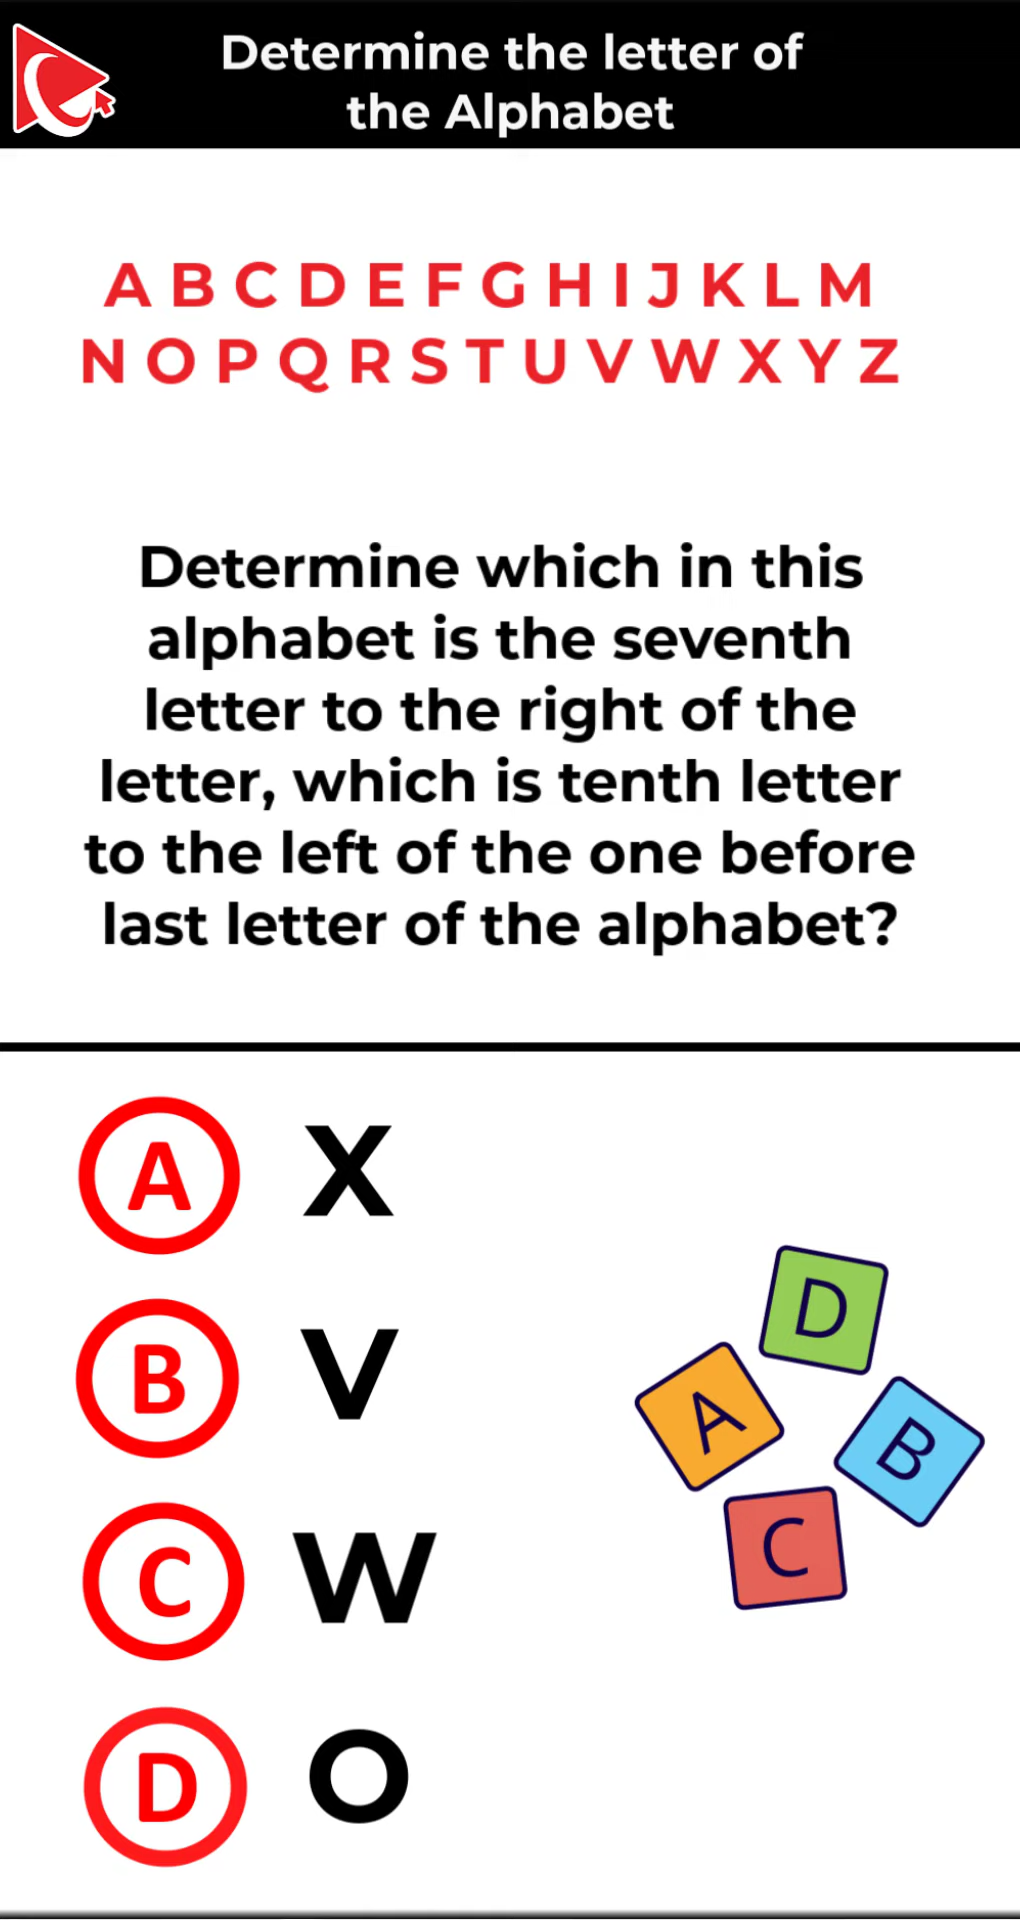 Determine the letter of
the Alphabet
A B C D E F G H I J K L M
N O P Q R S T U V W X Y Z
Determine which in this
alphabet is the seventh
letter to the right of the
letter, which is tenth letter
to the left of the one before
last letter of the alphabet?
A X
B V
C W
D O
D
A
B
C